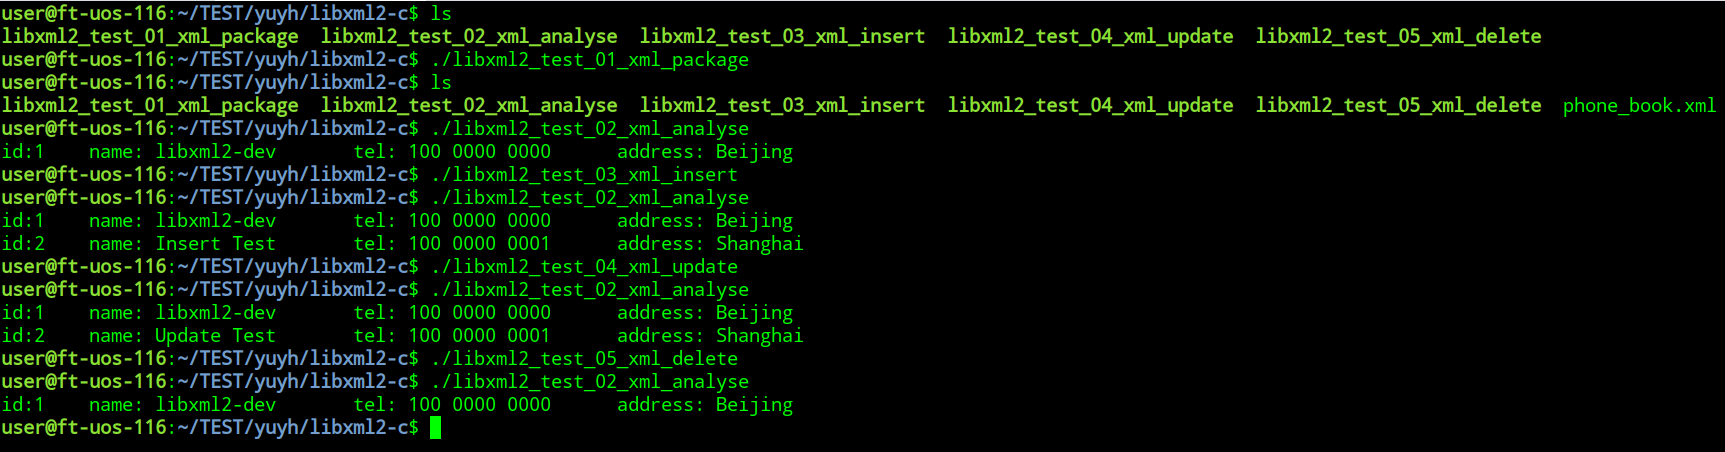 user@ft-uos-116:~/TEST/yuyh/libxml2-c$ ls
libxml2_test_01_xml_package  libxml2_test_02_xml_analyse  libxml2_test_03_xml_insert  libxml2_test_04_xml_update  libxml2_test_05_xml_delete
user@ft-uos-116:~/TEST/yuyh/libxml2-c$ ./libxml2_test_01_xml_package
user@ft-uos-116:~/TEST/yuyh/libxml2-c$ ls
libxml2_test_01_xml_package  libxml2_test_02_xml_analyse  libxml2_test_03_xml_insert  libxml2_test_04_xml_update  libxml2_test_05_xml_delete  phone_book.xml
user@ft-uos-116:~/TEST/yuyh/libxml2-c$ ./libxml2_test_02_xml_analyse
id:1    name: libxml2-dev       tel: 100 0000 0000      address: Beijing
user@ft-uos-116:~/TEST/yuyh/libxml2-c$ ./libxml2_test_03_xml_insert
user@ft-uos-116:~/TEST/yuyh/libxml2-c$ ./libxml2_test_02_xml_analyse
id:1    name: libxml2-dev       tel: 100 0000 0000      address: Beijing
id:2    name: Insert Test       tel: 100 0000 0001      address: Shanghai
user@ft-uos-116:~/TEST/yuyh/libxml2-c$ ./libxml2_test_04_xml_update
user@ft-uos-116:~/TEST/yuyh/libxml2-c$ ./libxml2_test_02_xml_analyse
id:1    name: libxml2-dev       tel: 100 0000 0000      address: Beijing
id:2    name: Update Test       tel: 100 0000 0001      address: Shanghai
user@ft-uos-116:~/TEST/yuyh/libxml2-c$ ./libxml2_test_05_xml_delete
user@ft-uos-116:~/TEST/yuyh/libxml2-c$ ./libxml2_test_02_xml_analyse
id:1    name: libxml2-dev       tel: 100 0000 0000      address: Beijing
user@ft-uos-116:~/TEST/yuyh/libxml2-c$